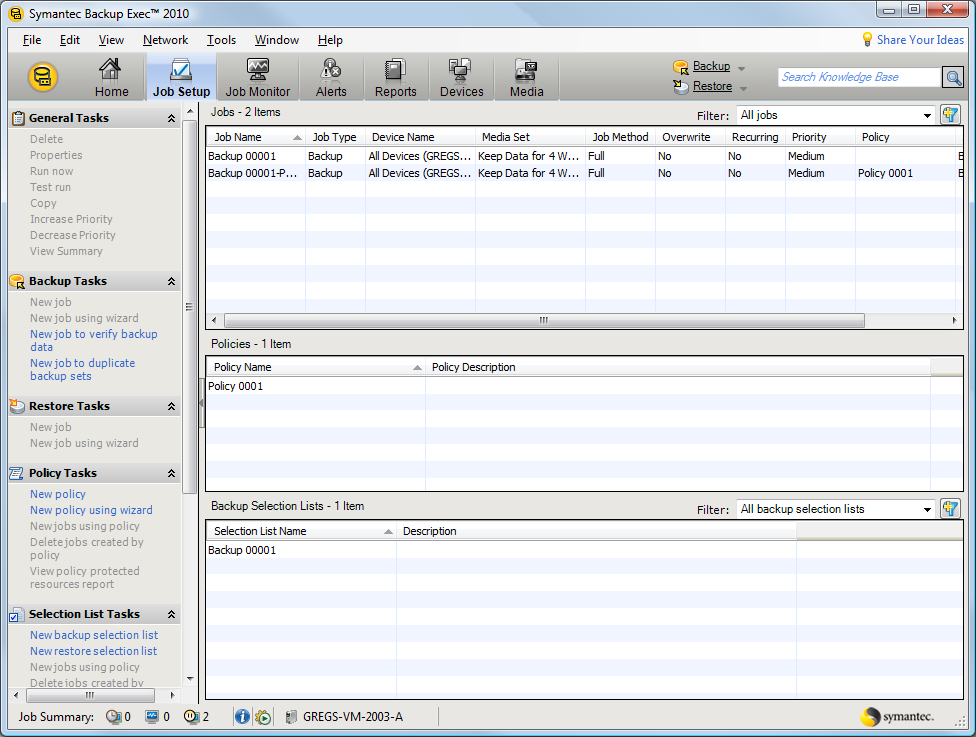 Symantec Backup Exec™ 2010
File Edit View Network Tools Window Help
Share Your Ideas
Home Job Setup Job Monitor Alerts Reports Devices Media
Backup
Restore
Search Knowledge Base
General Tasks
Delete
Properties
Run now
Test run
Copy
Increase Priority
Decrease Priority
View Summary
Backup Tasks
New job
New job using wizard
New job to verify backup
data
New job to duplicate
backup sets
Restore Tasks
New job
New job using wizard
Policy Tasks
New policy
New policy using wizard
New jobs using policy
Delete jobs created by
policy
View policy protected
resources report
Selection List Tasks
New backup selection list
New restore selection list
New jobs using policy
Delete jobs created by
Jobs - 2 Items
Filter: All jobs
Job Name Job Type Device Name Media Set Job Method Overwrite Recurring Priority Policy
Backup 00001 Backup All Devices (GREGS... Keep Data for 4 W... Full No No Medium
Backup 00001-P... Backup All Devices (GREGS... Keep Data for 4 W... Full No No Medium Policy 0001
Policies - 1 Item
Policy Name Policy Description
Policy 0001
Backup Selection Lists - 1 Item
Filter: All backup selection lists
Selection List Name Description
Backup 00001
Job Summary: 0 0 2 GREGS-VM-2003-A
symantec.